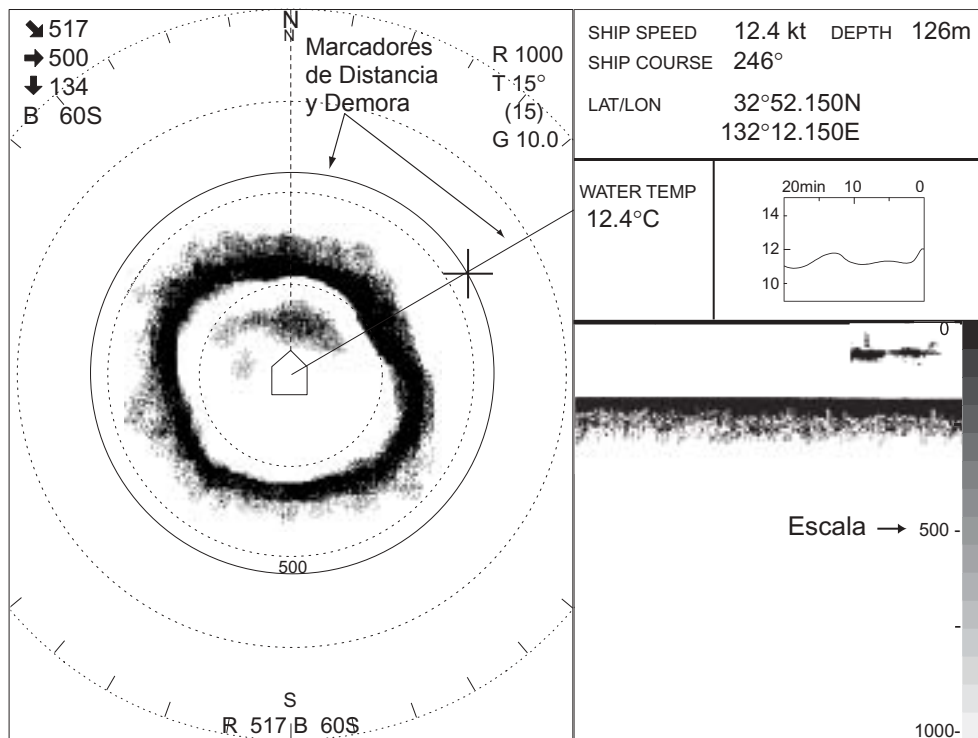 ↘ 517
→ 500
↓ 134
B 60S
N
N
Marcadores
de Distancia
y Demora
R 1000
T 15°
(15)
G 10.0
500
S
R 517 B 60S
SHIP SPEED 12.4 kt DEPTH 126m
SHIP COURSE 246°
LAT/LON 32°52.150N
132°12.150E
WATER TEMP
12.4°C
20min 10 0
14
12
10
0
Escala → 500 -
1000-